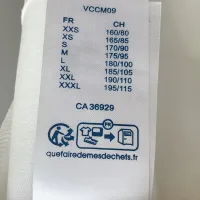 VCCM09
FR CH
XXS 160/80
XS 165/85
S 170/90
M 175/95
L 180/100
XL 185/105
XXL 190/110
XXXL 195/115
CA 36929
FR
quefairedemesdechets.fr